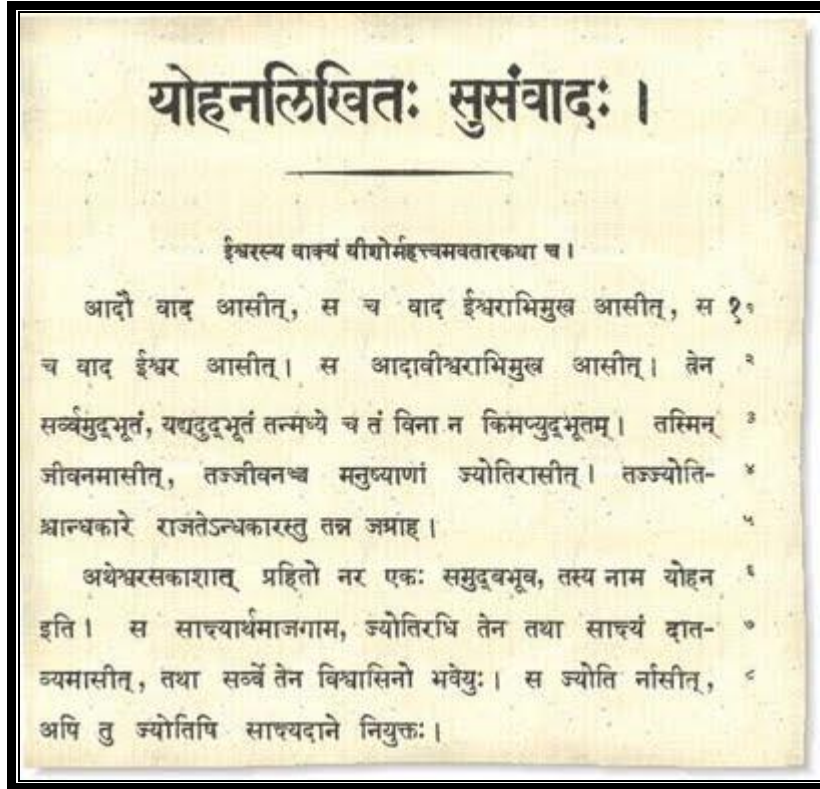 योहनलिखितः सुसंवादः ।
ईश्वरस्य वाक्यं यीशोर्महत्त्वमवतारकथा च ।
आदौ वाद आसीत्, स च वाद ईश्वराभिमुख आसीत्, स १ १
च वाद ईश्वर आसीत् । स आदावीश्वराभिमुख आसीत् । तेन २
सर्व्वमुद्भूतं, यद्यदुद्भूतं तन्मध्ये च तं विना न किमप्युद्भूतम् । तस्मिन् ३
जीवनमासीत्, तज्जीवनञ्च मनुष्याणां ज्योतिरासीत् । तज्ज्योति- ४
श्चान्धकारे राजतेऽन्धकारस्तु तन्न जग्राह । ५
अथेश्वरसकाशात् प्रहितो नर एकः समुद्बभूव, तस्य नाम योहन ६
इति । स साक्ष्यार्थमाजगाम, ज्योतिरधि तेन तथा साक्ष्यं दात- ७
व्यमासीत्, तथा सर्व्वे तेन विश्वासिनो भवेयुः । स ज्योति र्नासीत्, ८
अपि तु ज्योतिषि साक्ष्यदाने नियुक्तः ।